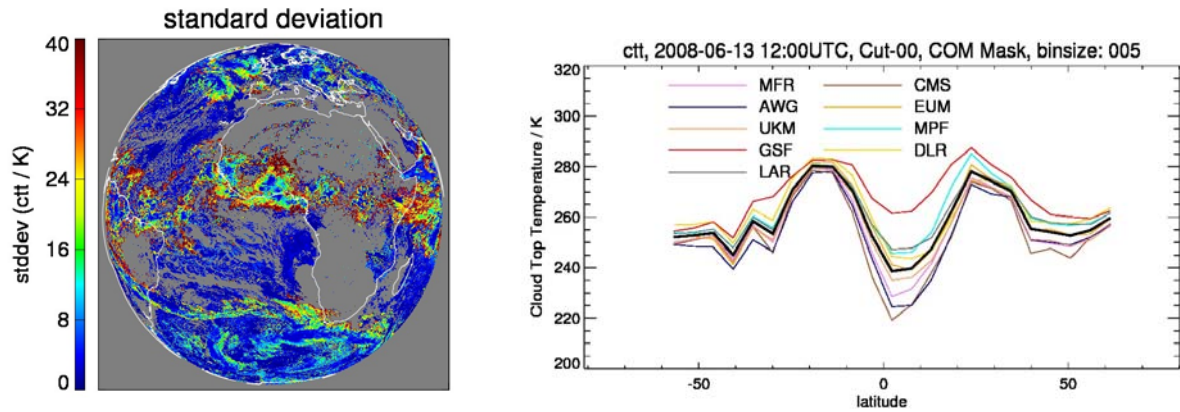 standard deviation
40
32
24
16
8
0
stddev (ctt / K)
ctt, 2008-06-13 12:00UTC, Cut-00, COM Mask, binsize: 005
320
300
280
260
240
220
200
Cloud Top Temperature / K
MFR
AWG
UKM
GSF
LAR
CMS
EUM
MPF
DLR
-50
0
50
latitude